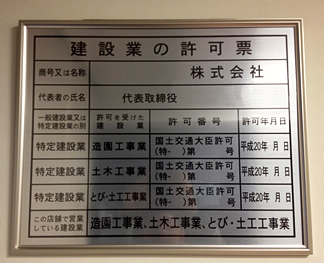 建設業の許可票
商号又は名称 株式会社
代表者の氏名 代表取締役
一般建設業又は特定建設業の別 許可を受けた建設業 許可番号 許可年月日
特定建設業 造園工事業 国土交通大臣許可(特- )第 号 平成20年 月 日
特定建設業 土木工事業 国土交通大臣許可(特- )第 号 平成20年 月 日
特定建設業 とび・土工工事業 国土交通大臣許可(特- )第 号 平成20年 月 日
この店舗で営業している建設業 造園工事業、土木工事業、とび・土工工事業